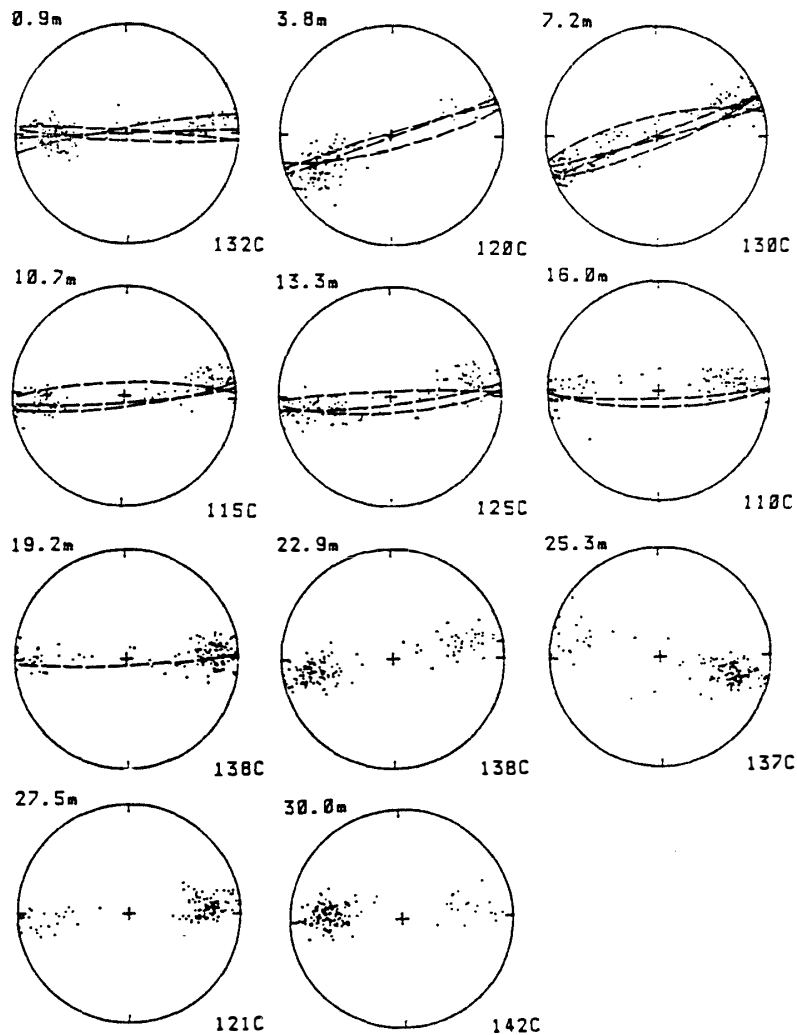 0.9m 3.8m 7.2m
132C 120C 130C
10.7m 13.3m 16.0m
115C 125C 110C
19.2m 22.9m 25.3m
138C 138C 137C
27.5m 30.0m
121C 142C